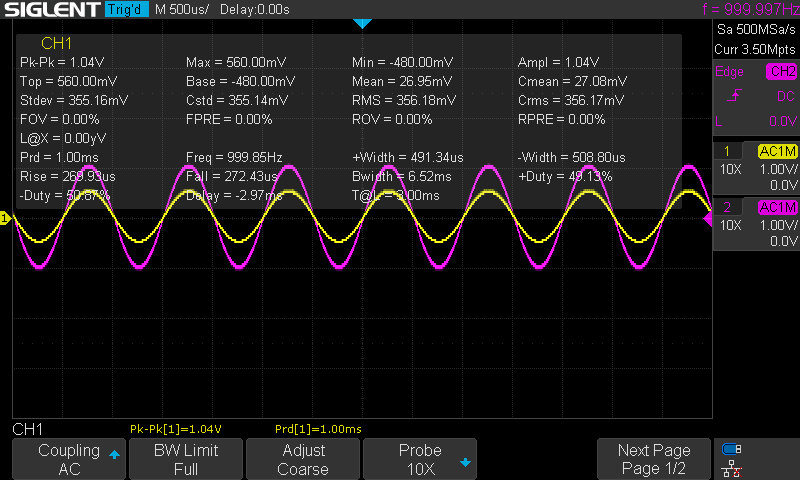 SIGLENT Trig'd M 500us/ Delay:0.00s f = 999.997Hz
Sa 500MSa/s
Curr 3.50Mpts
Edge CH2
DC
L 0.0V
1 AC1M
10X 1.00V/
0.0V
2 AC1M
10X 1.00V/
0.0V
CH1
Pk-Pk = 1.04V Max = 560.00mV Min = -480.00mV Ampl = 1.04V
Top = 560.00mV Base = -480.00mV Mean = 26.95mV Cmean = 27.08mV
Stdev = 355.16mV Cstd = 355.14mV RMS = 356.18mV Crms = 356.17mV
FOV = 0.00% FPRE = 0.00% ROV = 0.00% RPRE = 0.00%
L@X = 0.00yV
Prd = 1.00ms Freq = 999.85Hz +Width = 491.34us -Width = 508.80us
Rise = 269.93us Fall = 272.43us Bwidth = 6.52ms +Duty = 49.13%
-Duty = 50.87% Delay = -2.97ms T@L = 3.00ms
1
CH1 Pk-Pk[1]=1.04V Prd[1]=1.00ms
Coupling BW Limit Adjust Probe Next Page
AC Full Coarse 10X Page 1/2